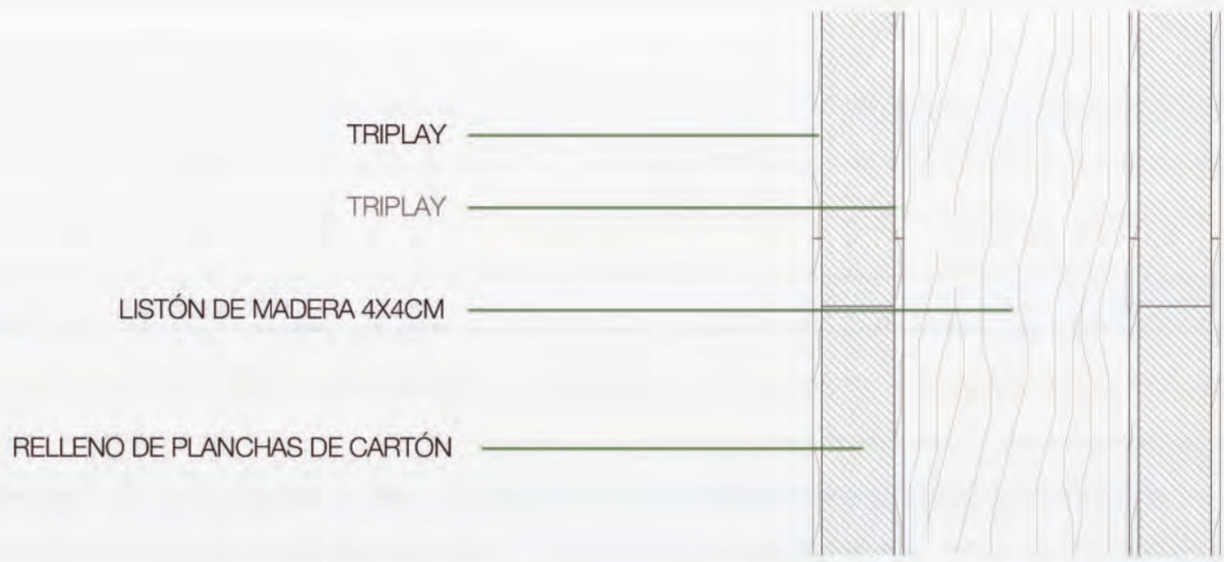 TRIPLAY
TRIPLAY
LISTÓN DE MADERA 4X4CM
RELLENO DE PLANCHAS DE CARTÓN